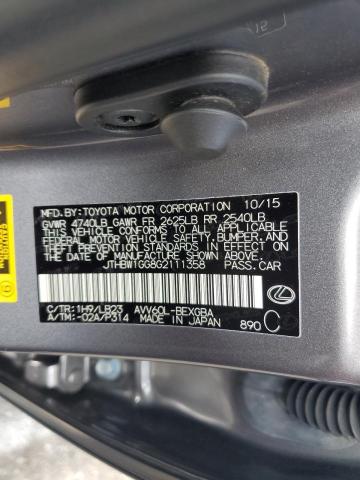 MFD.BY:TOYOTA MOTOR CORPORATION 10/15
GVWR 4740LB GAWR FR 2625LB RR 2540LB
THIS VEHICLE CONFORMS TO ALL APPLICABLE
FEDERAL MOTOR VEHICLE SAFETY, BUMPER, AND
THEFT PREVENTION STANDARDS IN EFFECT ON
THE DATE OF MANUFACTURE SHOWN ABOVE.
JTHBW1GG8G2111358 PASS.CAR
C/TR:1H9/LB23 AVV60L-BEXGBA
A/TM:-02A/P314 MADE IN JAPAN 890 C